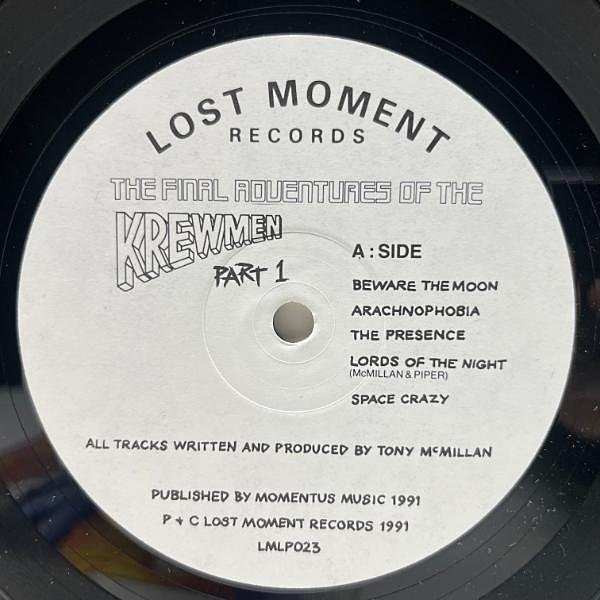 LOST MOMENT
RECORDS
THE FINAL ADVENTURES OF THE
KREWMEN
PART 1
A : SIDE
BEWARE THE MOON
ARACHNOPHOBIA
THE PRESENCE
LORDS OF THE NIGHT
(McMILLAN & PIPER)
SPACE CRAZY
ALL TRACKS WRITTEN AND PRODUCED BY TONY McMILLAN
PUBLISHED BY MOMENTUS MUSIC 1991
P + C LOST MOMENT RECORDS 1991
LMLP023